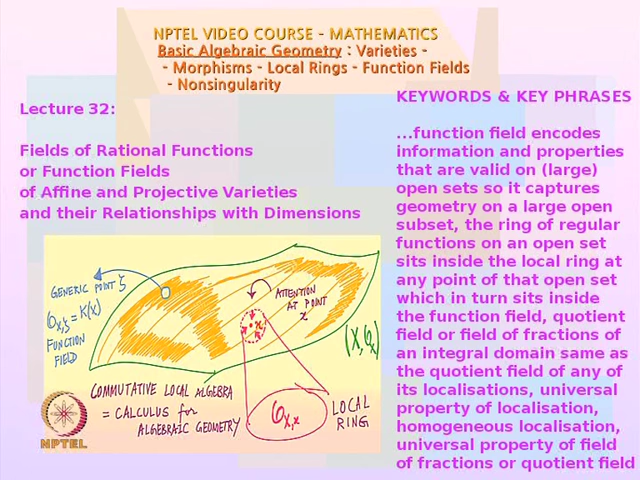 NPTEL VIDEO COURSE - MATHEMATICS
Basic Algebraic Geometry : Varieties -
- Morphisms - Local Rings - Function Fields
- Nonsingularity
Lecture 32:
Fields of Rational Functions
or Function Fields
of Affine and Projective Varieties
and their Relationships with Dimensions
KEYWORDS & KEY PHRASES
...function field encodes
information and properties
that are valid on (large)
open sets so it captures
geometry on a large open
subset, the ring of regular
functions on an open set
sits inside the local ring at
any point of that open set
which in turn sits inside
the function field, quotient
field or field of fractions of
an integral domain same as
the quotient field of any of
its localisations, universal
property of localisation,
homogeneous localisation,
universal property of field
of fractions or quotient field
GENERIC POINT ζ
𝒪X,ζ = K(X)
FUNCTION
FIELD
ATTENTION
AT POINT
x
x
(X, 𝒪X)
COMMUTATIVE LOCAL ALGEBRA
= CALCULUS for
ALGEBRAIC GEOMETRY
𝒪X,x
LOCAL
RING
NPTEL